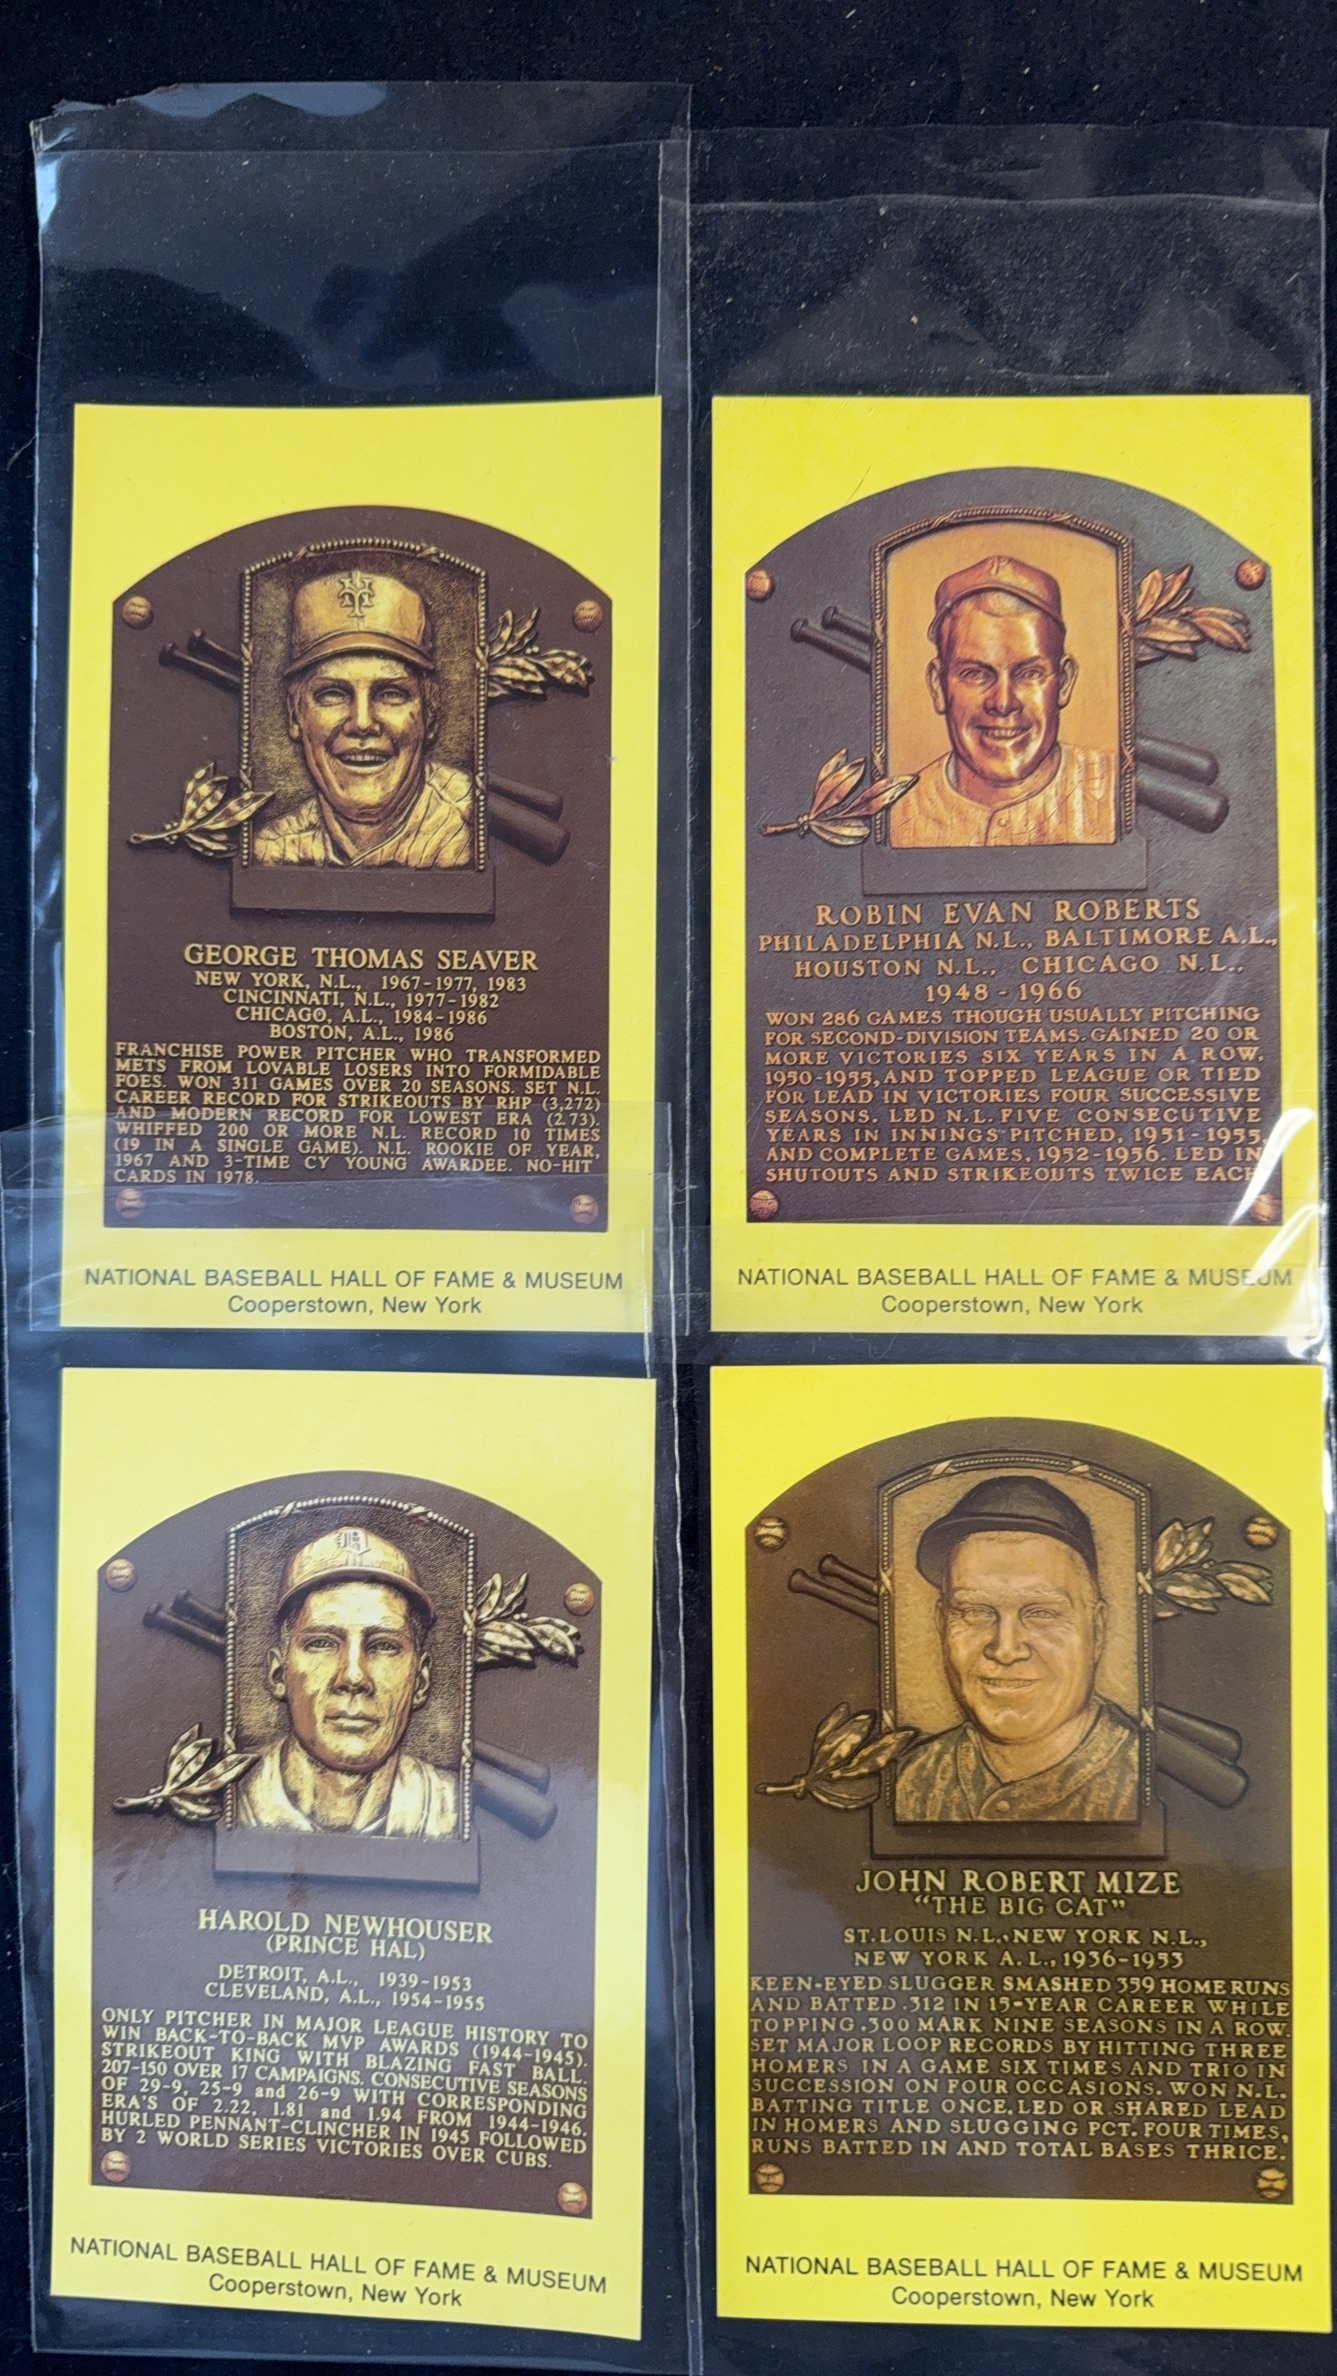 GEORGE THOMAS SEAVER
NEW YORK, N.L., 1967-1977, 1983
CINCINNATI, N.L., 1977-1982
CHICAGO, A.L., 1984-1986
BOSTON, A.L., 1986
FRANCHISE POWER PITCHER WHO TRANSFORMED
METS FROM LOVABLE LOSERS INTO FORMIDABLE
FOES. WON 311 GAMES OVER 20 SEASONS. SET N.L.
CAREER RECORD FOR STRIKEOUTS BY RHP (3,272)
AND MODERN RECORD FOR LOWEST ERA (2.73).
WHIFFED 200 OR MORE N.L. RECORD 10 TIMES
(19 IN A SINGLE GAME). N.L. ROOKIE OF YEAR,
1967 AND 3-TIME CY YOUNG AWARDEE. NO-HIT
CARDS IN 1978.
NATIONAL BASEBALL HALL OF FAME & MUSEUM
Cooperstown, New York
ROBIN EVAN ROBERTS
PHILADELPHIA N.L., BALTIMORE A.L.,
HOUSTON N.L., CHICAGO N.L.,
1948 - 1966
WON 286 GAMES THOUGH USUALLY PITCHING
FOR SECOND-DIVISION TEAMS. GAINED 20 OR
MORE VICTORIES SIX YEARS IN A ROW,
1950-1955, AND TOPPED LEAGUE OR TIED
FOR LEAD IN VICTORIES FOUR SUCCESSIVE
SEASONS. LED N.L. FIVE CONSECUTIVE
YEARS IN INNINGS PITCHED, 1951-1955,
AND COMPLETE GAMES, 1952-1956. LED IN
SHUTOUTS AND STRIKEOUTS TWICE EACH
NATIONAL BASEBALL HALL OF FAME & MUSEUM
Cooperstown, New York
HAROLD NEWHOUSER
(PRINCE HAL)
DETROIT, A.L., 1939-1953
CLEVELAND, A.L., 1954-1955
ONLY PITCHER IN MAJOR LEAGUE HISTORY TO
WIN BACK-TO-BACK MVP AWARDS (1944-1945).
STRIKEOUT KING WITH BLAZING FAST BALL.
207-150 OVER 17 CAMPAIGNS. CONSECUTIVE SEASONS
OF 29-9, 25-9 and 26-9 WITH CORRESPONDING
ERA'S OF 2.22, 1.81 and 1.94 FROM 1944-1946.
HURLED PENNANT-CLINCHER IN 1945 FOLLOWED
BY 2 WORLD SERIES VICTORIES OVER CUBS.
NATIONAL BASEBALL HALL OF FAME & MUSEUM
Cooperstown, New York
JOHN ROBERT MIZE
"THE BIG CAT"
ST. LOUIS N.L., NEW YORK N.L.,
NEW YORK A.L., 1936-1953
KEEN-EYED SLUGGER SMASHED 359 HOME RUNS
AND BATTED .312 IN 15-YEAR CAREER WHILE
TOPPING .300 MARK NINE SEASONS IN A ROW.
SET MAJOR LOOP RECORDS BY HITTING THREE
HOMERS IN A GAME SIX TIMES AND TRIO IN
SUCCESSION ON FOUR OCCASIONS. WON N.L.
BATTING TITLE ONCE, LED OR SHARED LEAD
IN HOMERS AND SLUGGING PCT. FOUR TIMES,
RUNS BATTED IN AND TOTAL BASES THRICE.
NATIONAL BASEBALL HALL OF FAME & MUSEUM
Cooperstown, New York